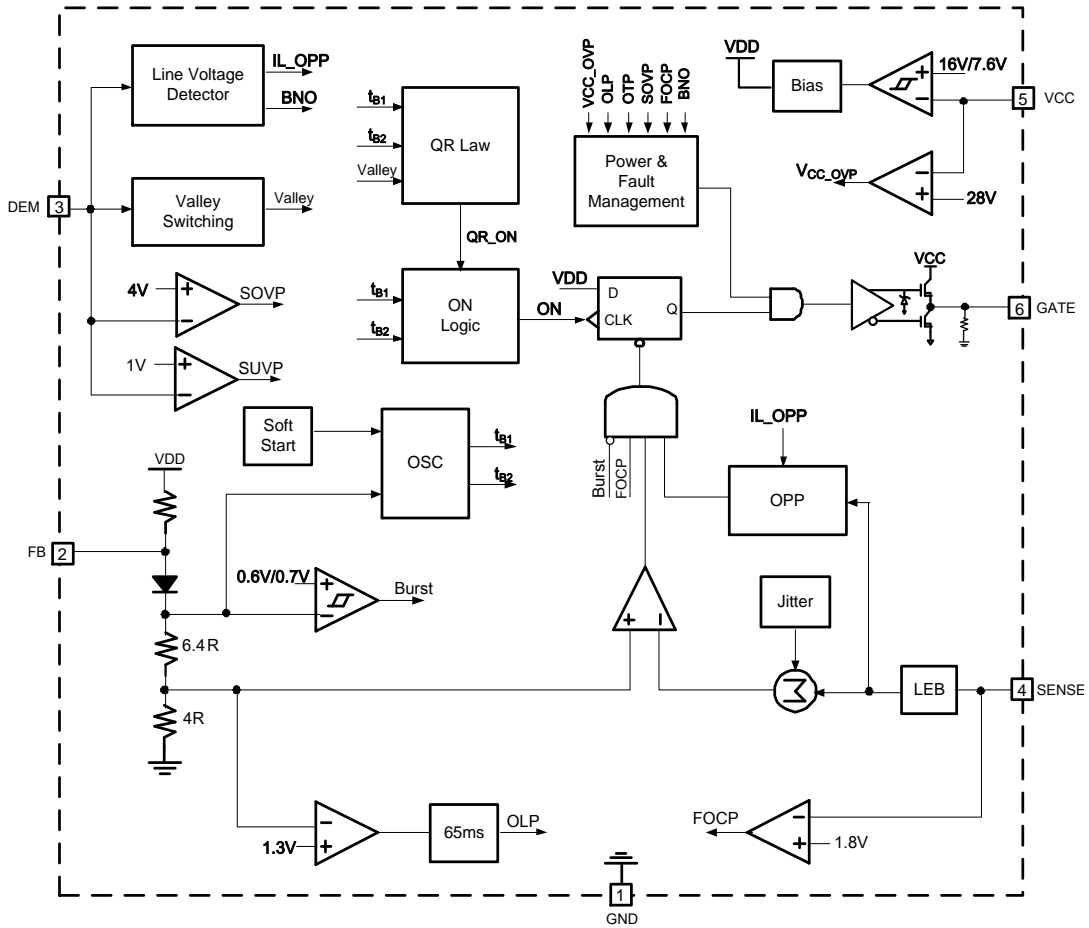 Line Voltage
Detector
IL_OPP
BNO
tB1
tB2
Valley
QR Law
VCC_OVP
OLP
OTP
SOVP
FOCP
BNO
Power &
Fault
Management
VDD
Bias
+
−
16V/7.6V
5
VCC
VCC_OVP
−
+
28V
DEM
3
Valley
Switching
Valley
QR_ON
4V
+
−
SOVP
tB1
tB2
ON
Logic
ON
VDD
D
CLK
Q
VCC
6
GATE
1V
+
−
SUVP
Soft
Start
OSC
tB1
tB2
Burst
FOCP
IL_OPP
OPP
VDD
FB
2
0.6V/0.7V
+
−
Burst
6.4R
4R
+
−
Jitter
Σ
LEB
4
SENSE
−
+
1.3V
65ms
OLP
FOCP
−
+
1.8V
1
GND